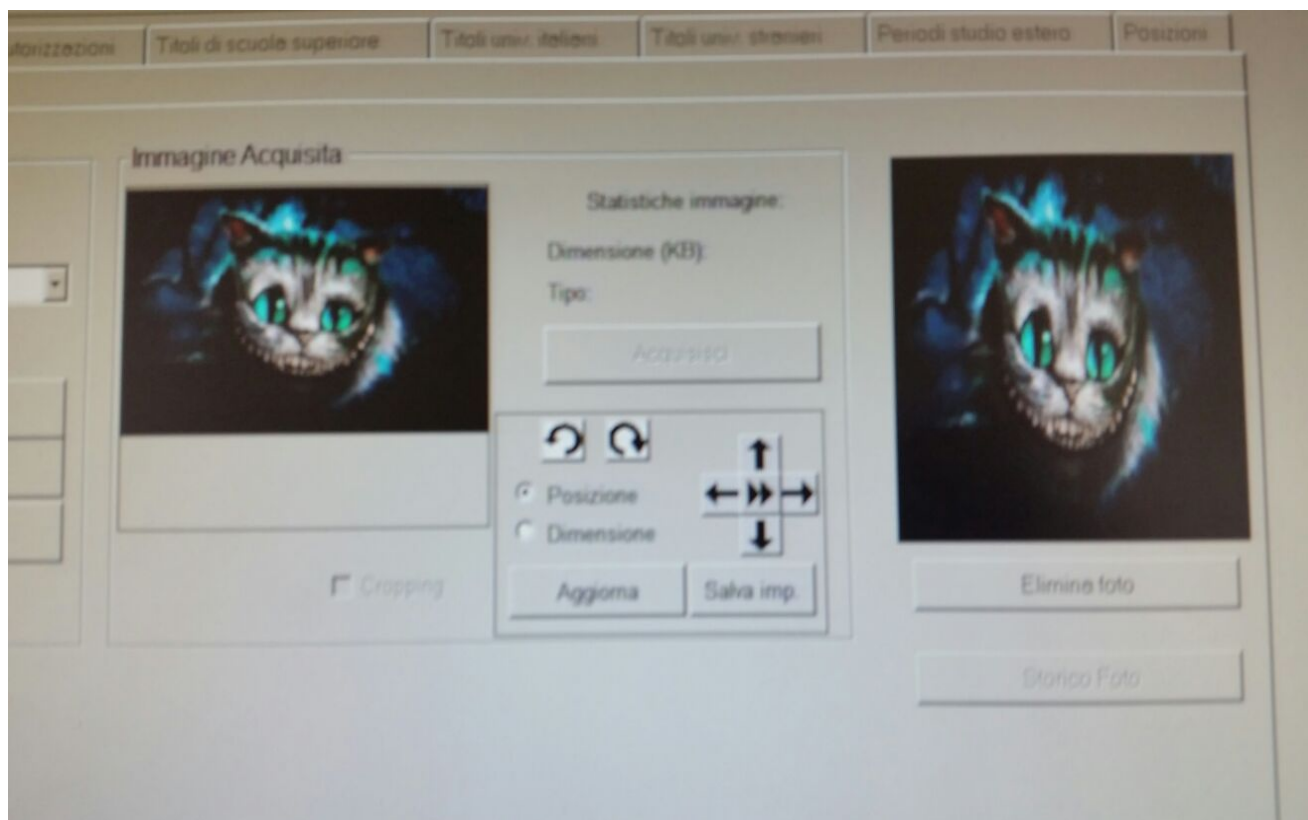 utorizzazioni
Titoli di scuola superiore
Titoli univ. italiani
Titoli univ. stranieri
Periodi studio estero
Posizioni
Immagine Acquisita
Statistiche immagine:
Dimensione (KB):
Tipo:
Acquisisci
Posizione
Dimensione
Cropping
Aggiorna
Salva imp.
Elimina foto
Storico Foto